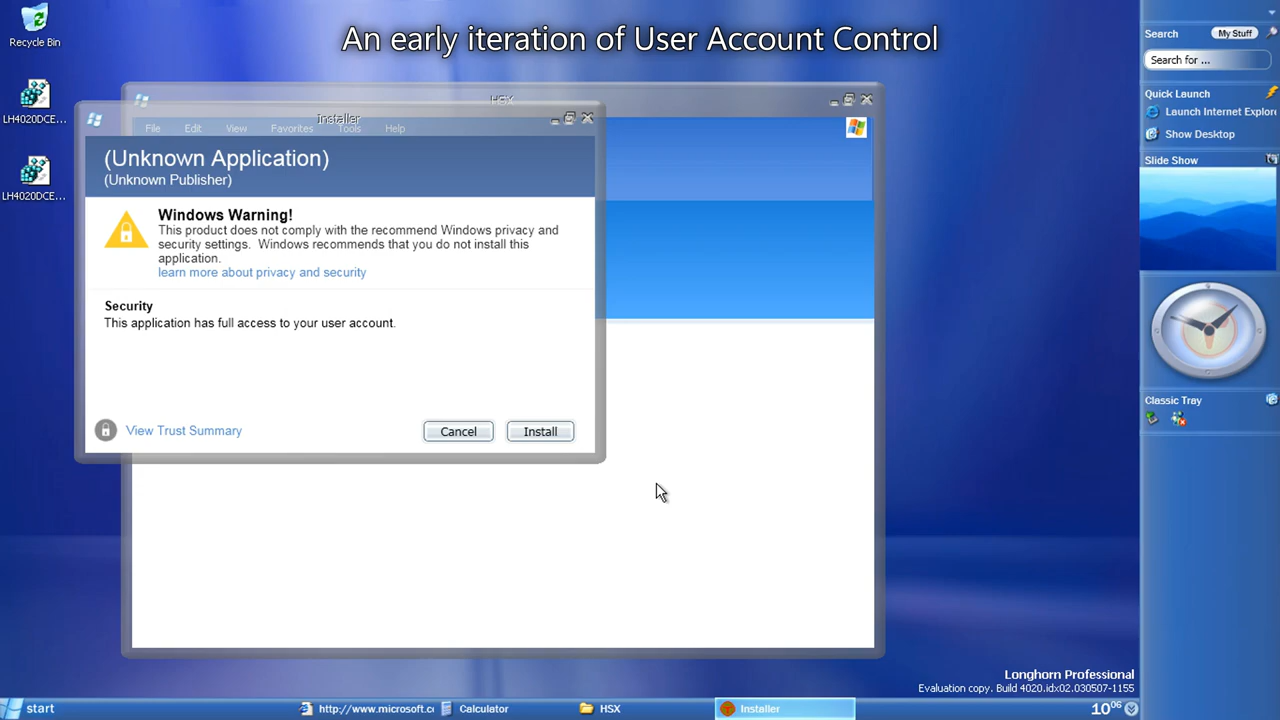 An early iteration of User Account Control
Recycle Bin
LH4020DCE...
LH4020DCE...
HSX
Installer
File Edit View Favorites Tools Help
(Unknown Application)
(Unknown Publisher)
Windows Warning!
This product does not comply with the recommend Windows privacy and
security settings. Windows recommends that you do not install this
application.
learn more about privacy and security
Security
This application has full access to your user account.
View Trust Summary
Cancel
Install
Search
My Stuff
Search for ...
Quick Launch
Launch Internet Explor
Show Desktop
Slide Show
Classic Tray
Longhorn Professional
Evaluation copy. Build 4020.idx02.030507-1155
start
http://www.microsoft.cc
Calculator
HSX
Installer
10 06